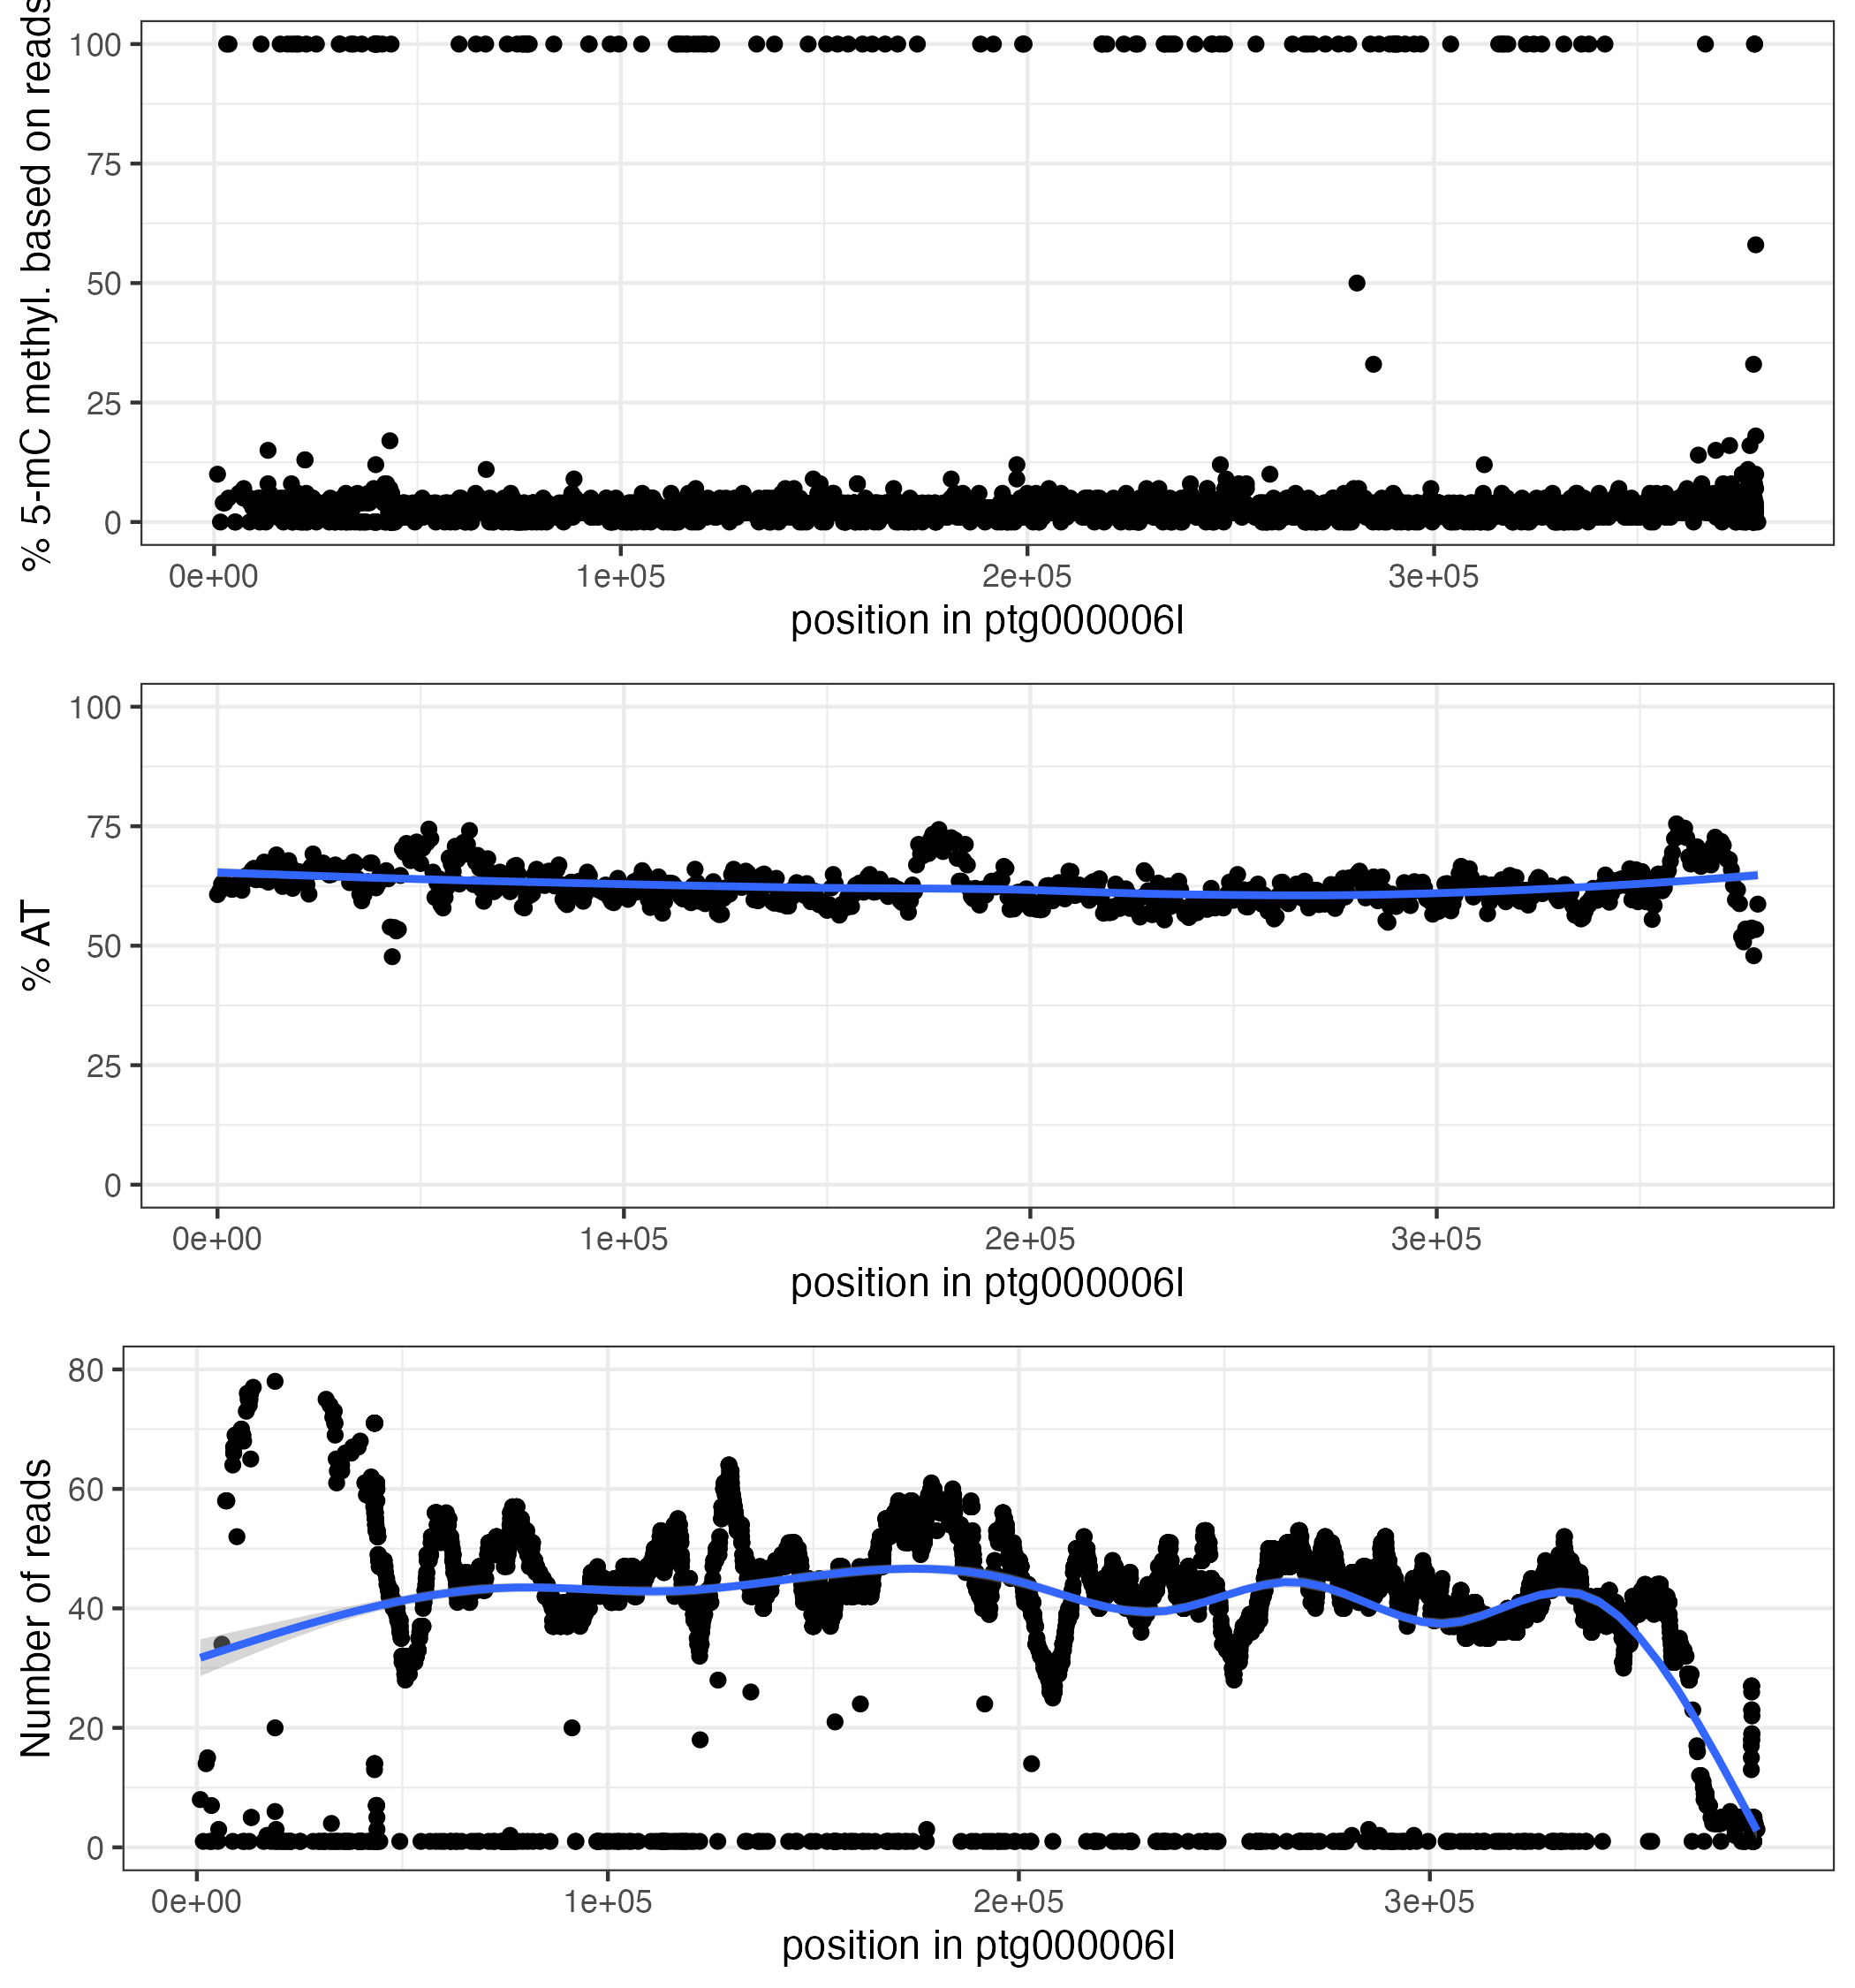 % 5-mC methyl. based on reads
100
75
50
25
0
0e+00 1e+05 2e+05 3e+05
position in ptg000006l
% AT
100
75
50
25
0
0e+00 1e+05 2e+05 3e+05
position in ptg000006l
Number of reads
80
60
40
20
0
0e+00 1e+05 2e+05 3e+05
position in ptg000006l